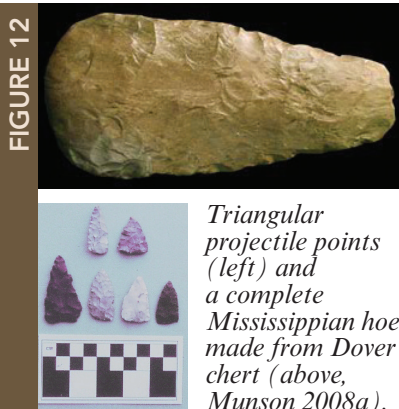 FIGURE 12
Triangular
projectile points
(left) and
a complete
Mississippian hoe
made from Dover
chert (above,
Munson 2008a).